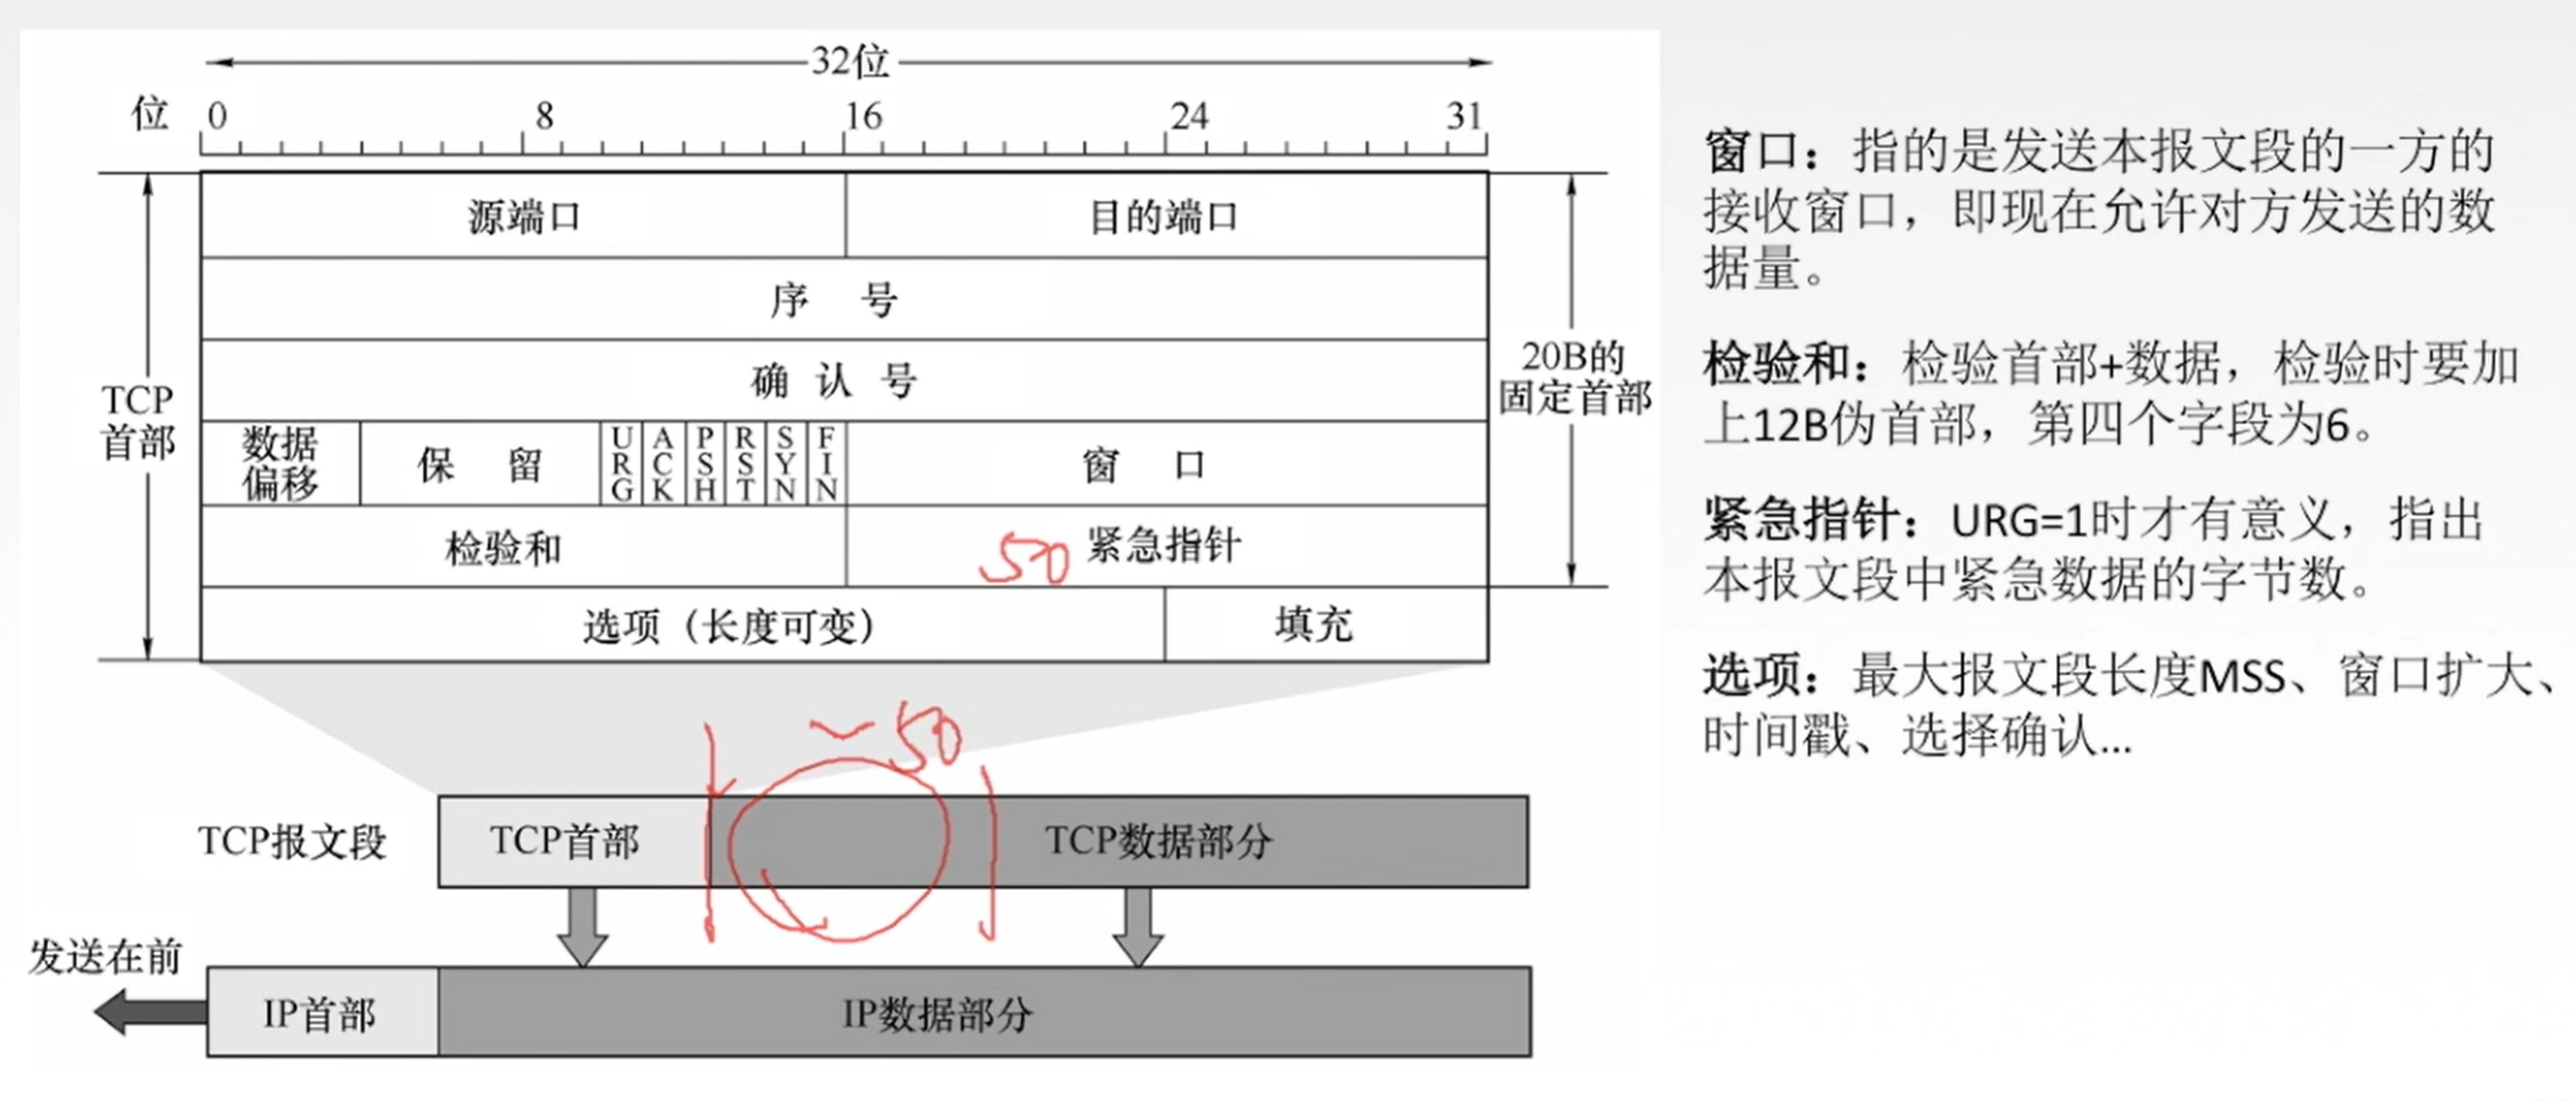 32位
位 0 8 16 24 31
源端口 目的端口
序 号
确 认 号
TCP
首部
20B的
固定首部
数据
偏移
保 留
URG
ACK
PSH
RST
SYN
FIN
窗 口
检验和
50 紧急指针
选项（长度可变） 填充
~50
TCP报文段 TCP首部 TCP数据部分
发送在前
IP首部 IP数据部分
窗口：指的是发送本报文段的一方的
接收窗口，即现在允许对方发送的数
据量。
检验和：检验首部+数据，检验时要加
上12B伪首部，第四个字段为6。
紧急指针：URG=1时才有意义，指出
本报文段中紧急数据的字节数。
选项：最大报文段长度MSS、窗口扩大、
时间戳、选择确认...